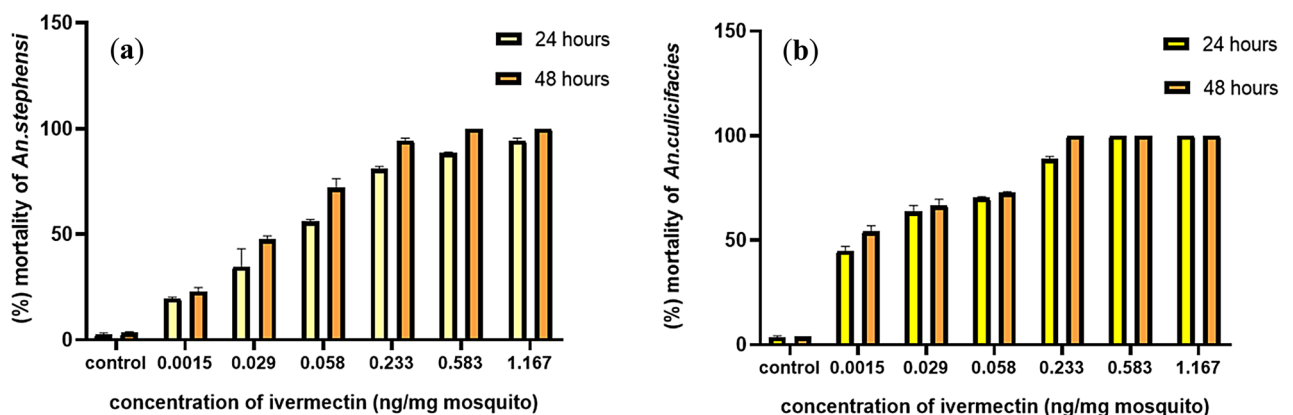 (a)
24 hours
48 hours
(%) mortality of An.stephensi
150
100
50
0
control 0.0015 0.029 0.058 0.233 0.583 1.167
concentration of ivermectin (ng/mg mosquito)
(b)
24 hours
48 hours
(%) mortality of An.culicifacies
150
100
50
0
control 0.0015 0.029 0.058 0.233 0.583 1.167
concentration of ivermectin (ng/mg mosquito)